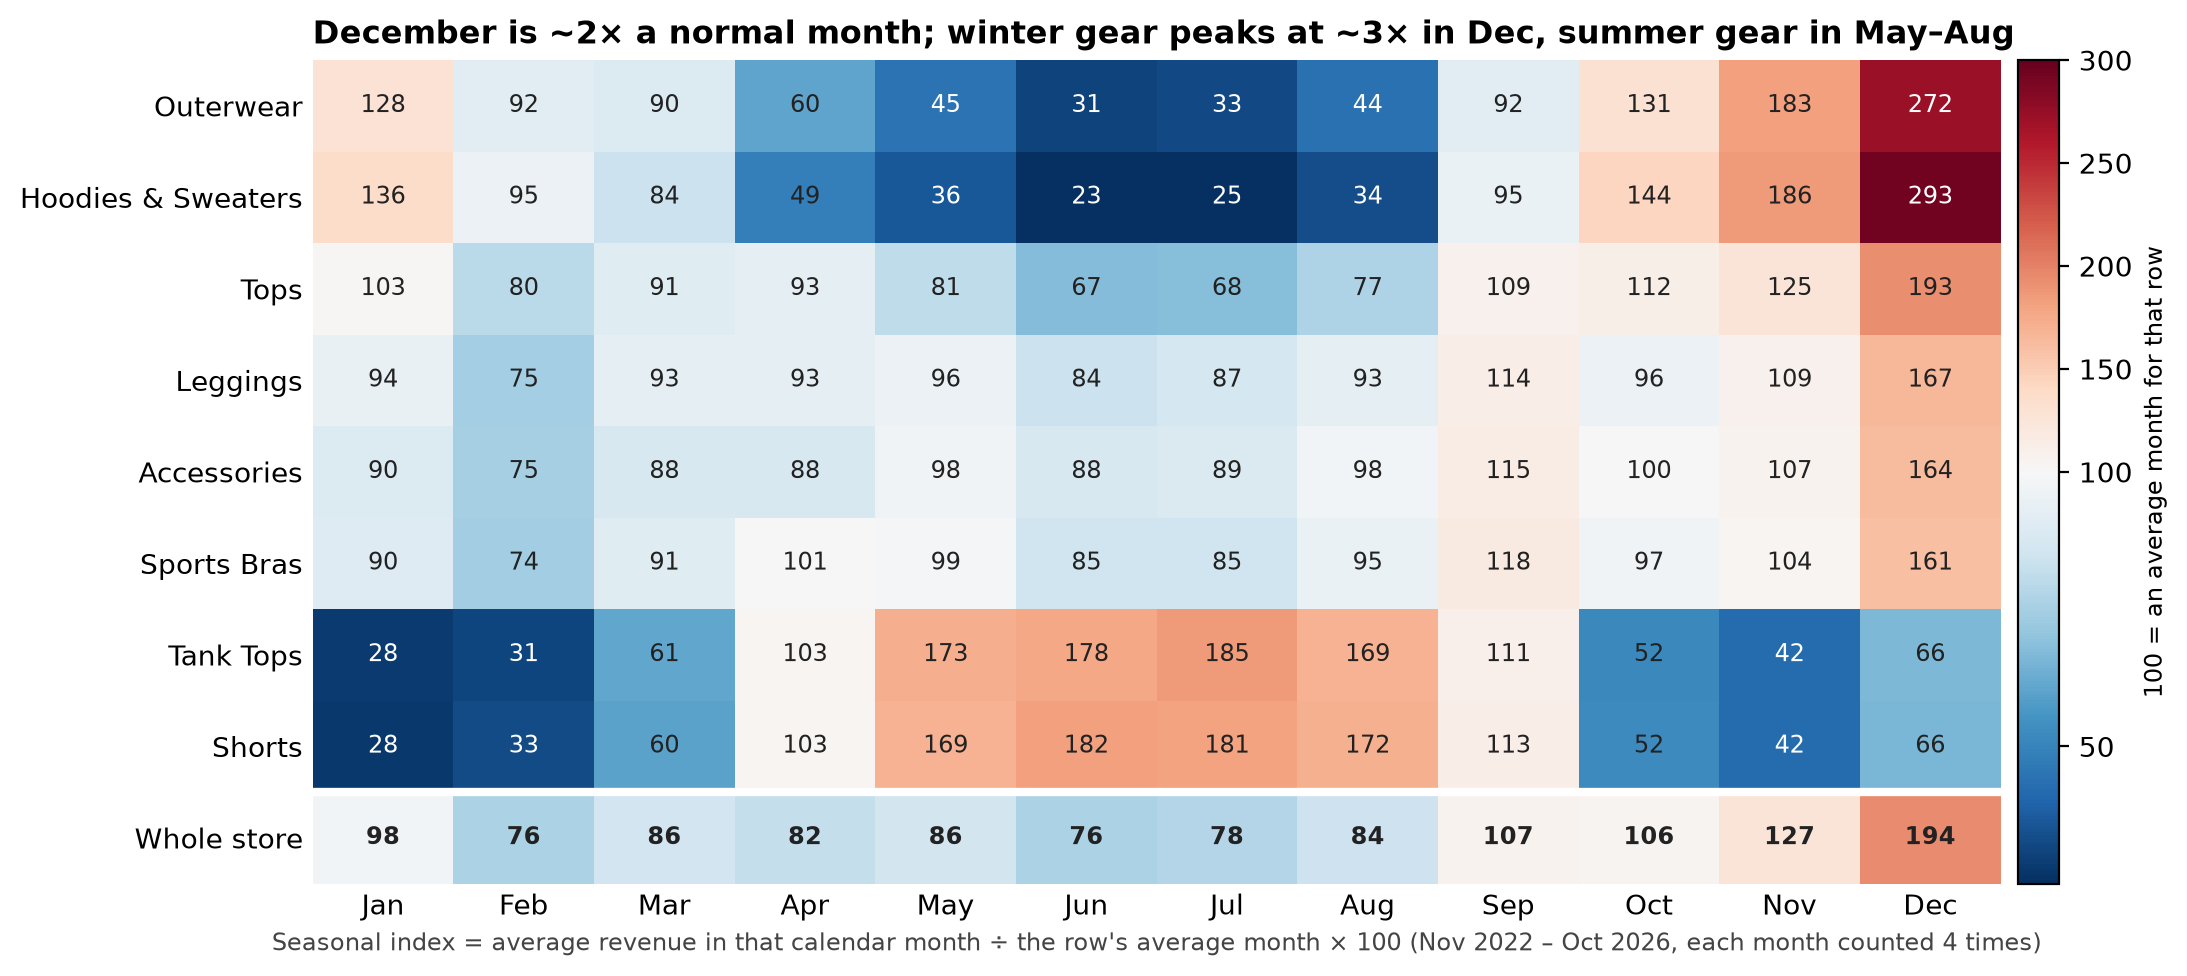 December is ~2× a normal month; winter gear peaks at ~3× in Dec, summer gear in May–Aug
Outerwear 128 92 90 60 45 31 33 44 92 131 183 272
Hoodies & Sweaters 136 95 84 49 36 23 25 34 95 144 186 293
Tops 103 80 91 93 81 67 68 77 109 112 125 193
Leggings 94 75 93 93 96 84 87 93 114 96 109 167
Accessories 90 75 88 88 98 88 89 98 115 100 107 164
Sports Bras 90 74 91 101 99 85 85 95 118 97 104 161
Tank Tops 28 31 61 103 173 178 185 169 111 52 42 66
Shorts 28 33 60 103 169 182 181 172 113 52 42 66
Whole store 98 76 86 82 86 76 78 84 107 106 127 194
Jan Feb Mar Apr May Jun Jul Aug Sep Oct Nov Dec
Seasonal index = average revenue in that calendar month ÷ the row's average month × 100 (Nov 2022 – Oct 2026, each month counted 4 times)
300
250
200
150
100
50
100 = an average month for that row